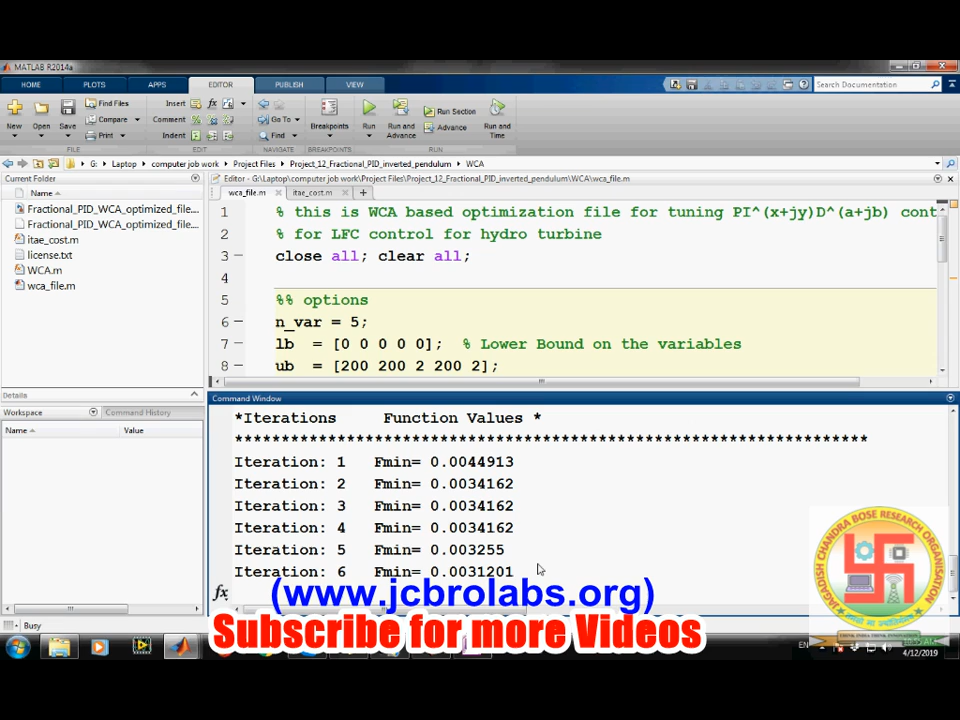 MATLAB R2014a
HOME PLOTS APPS EDITOR PUBLISH VIEW
Search Documentation
New Open Save Find Files Compare Print
Insert Comment Indent fx
Go To Find
Breakpoints
Run Run and Advance Run Section Advance Run and Time
FILE EDIT NAVIGATE BREAKPOINTS RUN
G: Laptop computer job work Project Files Project_12_Fractional_PID_inverted_pendulum WCA
Current Folder
Name
Fractional_PID_WCA_optimized_file...
Fractional_PID_WCA_optimized_file...
itae_cost.m
license.txt
WCA.m
wca_file.m
Details
Workspace Command History
Name Value
Editor - G:\Laptop\computer job work\Project Files\Project_12_Fractional_PID_inverted_pendulum\WCA\wca_file.m
wca_file.m itae_cost.m
1 % this is WCA based optimization file for tuning PI^(x+jy)D^(a+jb) cont
2 % for LFC control for hydro turbine
3 close all; clear all;
4
5 %% options
6 n_var = 5;
7 lb = [0 0 0 0 0]; % Lower Bound on the variables
8 ub = [200 200 2 200 2];
Command Window
*Iterations Function Values *
**********************************************************************
Iteration: 1 Fmin= 0.0044913
Iteration: 2 Fmin= 0.0034162
Iteration: 3 Fmin= 0.0034162
Iteration: 4 Fmin= 0.0034162
Iteration: 5 Fmin= 0.003255
Iteration: 6 Fmin= 0.0031201
fx
(www.jcbrolabs.org)
Subscribe for more Videos
JAGADISH CHANDRA BOSE RESEARCH ORGANISATION
Busy
EN
4/12/2019